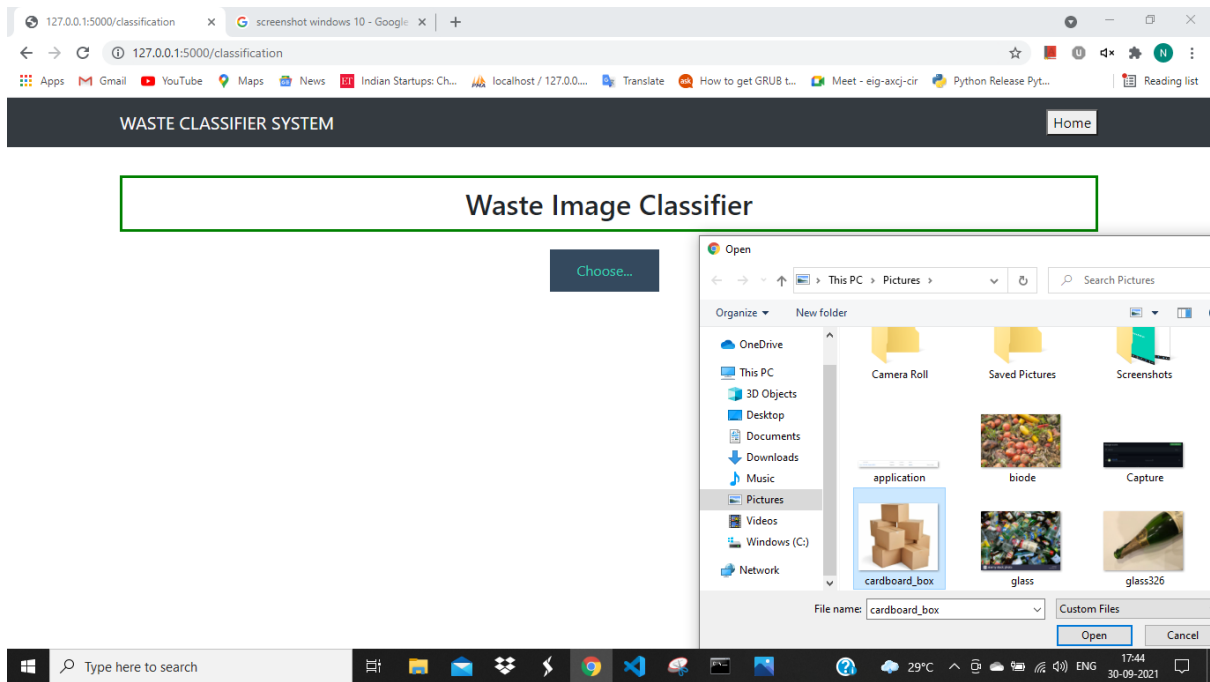 127.0.0.1:5000/classification
screenshot windows 10 - Google
127.0.0.1:5000/classification
N
Apps
Gmail
YouTube
Maps
News
ET
Indian Startups: Ch...
localhost / 127.0.0....
Translate
ask
How to get GRUB t...
Meet - eig-axcj-cir
Python Release Pyt...
Reading list
WASTE CLASSIFIER SYSTEM
Home
Waste Image Classifier
Choose...
Open
This PC > Pictures >
Search Pictures
Organize
New folder
OneDrive
This PC
3D Objects
Desktop
Documents
Downloads
Music
Pictures
Videos
Windows (C:)
Network
Camera Roll
Saved Pictures
Screenshots
application
biode
Capture
cardboard_box
glass
glass326
File name:
cardboard_box
Custom Files
Open
Cancel
Type here to search
29°C
ENG
17:44
30-09-2021